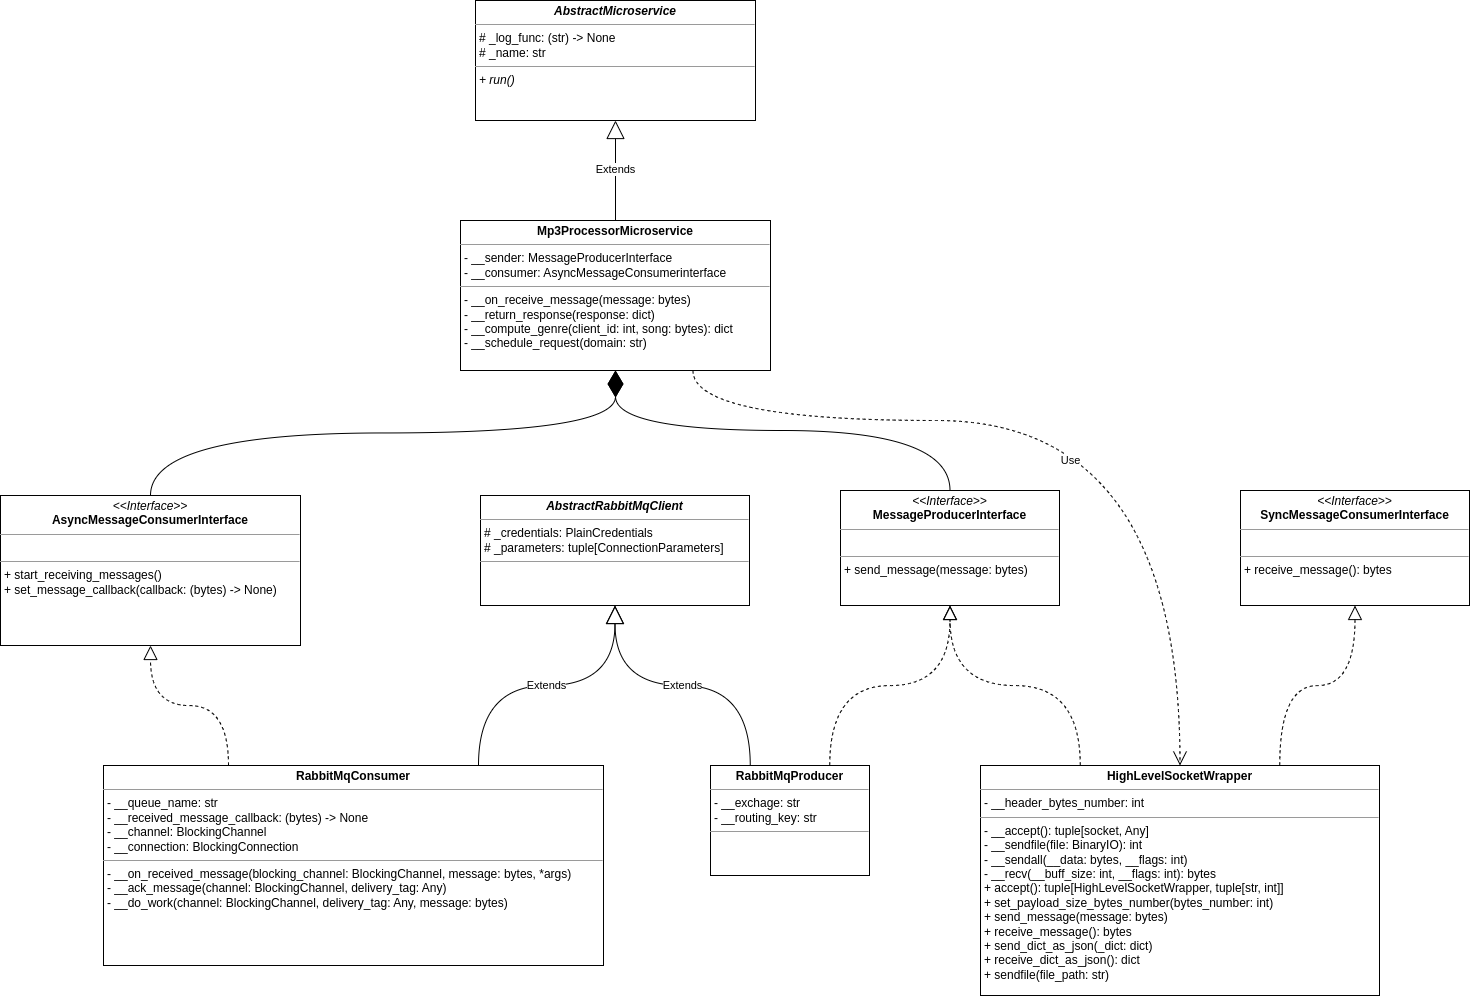 AbstractMicroservice
# _log_func: (str) -> None
# _name: str
+ run()
Extends
Mp3ProcessorMicroservice
- __sender: MessageProducerInterface
- __consumer: AsyncMessageConsumerinterface
- __on_receive_message(message: bytes)
- __return_response(response: dict)
- __compute_genre(client_id: int, song: bytes): dict
- __schedule_request(domain: str)
Use
<<Interface>>
AsyncMessageConsumerInterface
+ start_receiving_messages()
+ set_message_callback(callback: (bytes) -> None)
AbstractRabbitMqClient
# _credentials: PlainCredentials
# _parameters: tuple[ConnectionParameters]
<<Interface>>
MessageProducerInterface
+ send_message(message: bytes)
<<Interface>>
SyncMessageConsumerInterface
+ receive_message(): bytes
Extends
Extends
RabbitMqConsumer
- __queue_name: str
- __received_message_callback: (bytes) -> None
- __channel: BlockingChannel
- __connection: BlockingConnection
- __on_received_message(blocking_channel: BlockingChannel, message: bytes, *args)
- __ack_message(channel: BlockingChannel, delivery_tag: Any)
- __do_work(channel: BlockingChannel, delivery_tag: Any, message: bytes)
RabbitMqProducer
- __exchage: str
- __routing_key: str
HighLevelSocketWrapper
- __header_bytes_number: int
- __accept(): tuple[socket, Any]
- __sendfile(file: BinaryIO): int
- __sendall(__data: bytes, __flags: int)
- __recv(__buff_size: int, __flags: int): bytes
+ accept(): tuple[HighLevelSocketWrapper, tuple[str, int]]
+ set_payload_size_bytes_number(bytes_number: int)
+ send_message(message: bytes)
+ receive_message(): bytes
+ send_dict_as_json(_dict: dict)
+ receive_dict_as_json(): dict
+ sendfile(file_path: str)